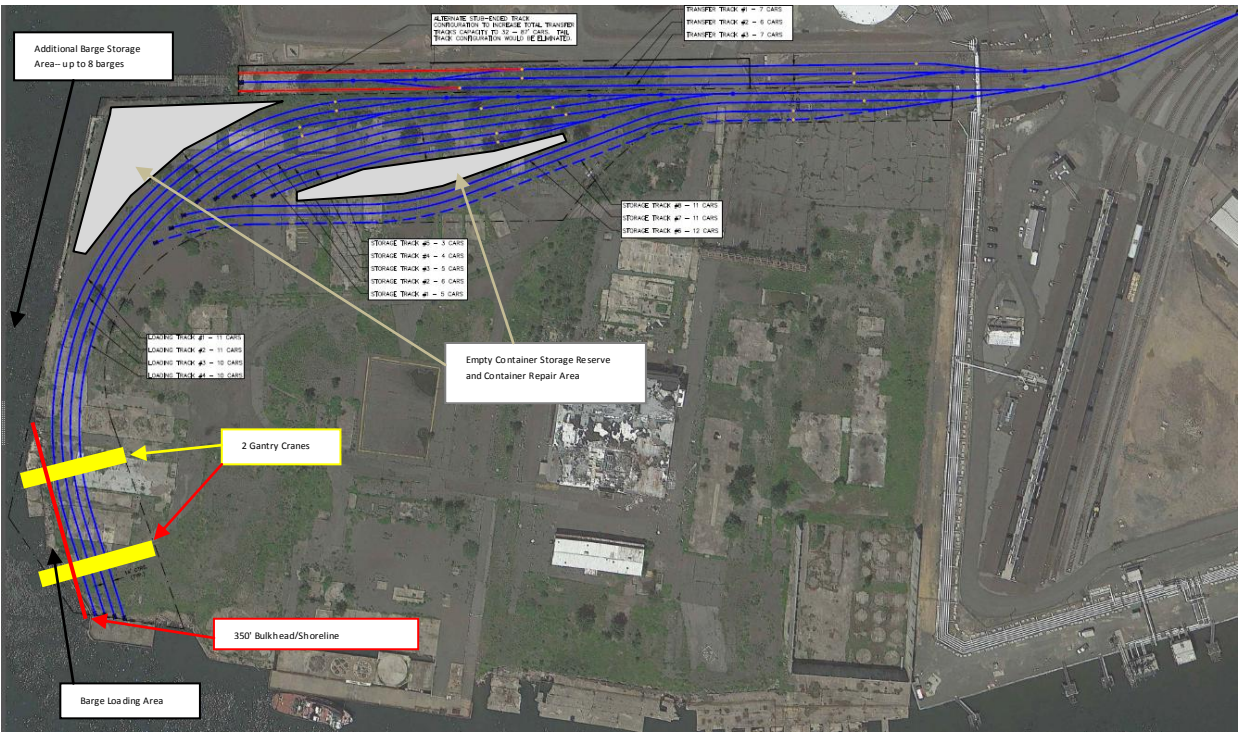 ALTERNATE STUB-ENDED TRACK
CONFIGURATION TO INCREASE TOTAL TRANSFER
TRACKS CAPACITY TO 32 - 87' CARS. TAIL
TRACK CONFIGURATION WOULD BE ELIMINATED.
TRANSFER TRACK #1 - 7 CARS
TRANSFER TRACK #2 - 6 CARS
TRANSFER TRACK #3 - 7 CARS
Additional Barge Storage
Area-- up to 8 barges
STORAGE TRACK #8 - 11 CARS
STORAGE TRACK #7 - 11 CARS
STORAGE TRACK #6 - 12 CARS
STORAGE TRACK #5 - 3 CARS
STORAGE TRACK #4 - 4 CARS
STORAGE TRACK #3 - 5 CARS
STORAGE TRACK #2 - 6 CARS
STORAGE TRACK #1 - 5 CARS
LOADING TRACK #1 - 11 CARS
LOADING TRACK #2 - 11 CARS
LOADING TRACK #3 - 10 CARS
LOADING TRACK #4 - 10 CARS
Empty Container Storage Reserve
and Container Repair Area
2 Gantry Cranes
350' Bulkhead/Shoreline
Barge Loading Area